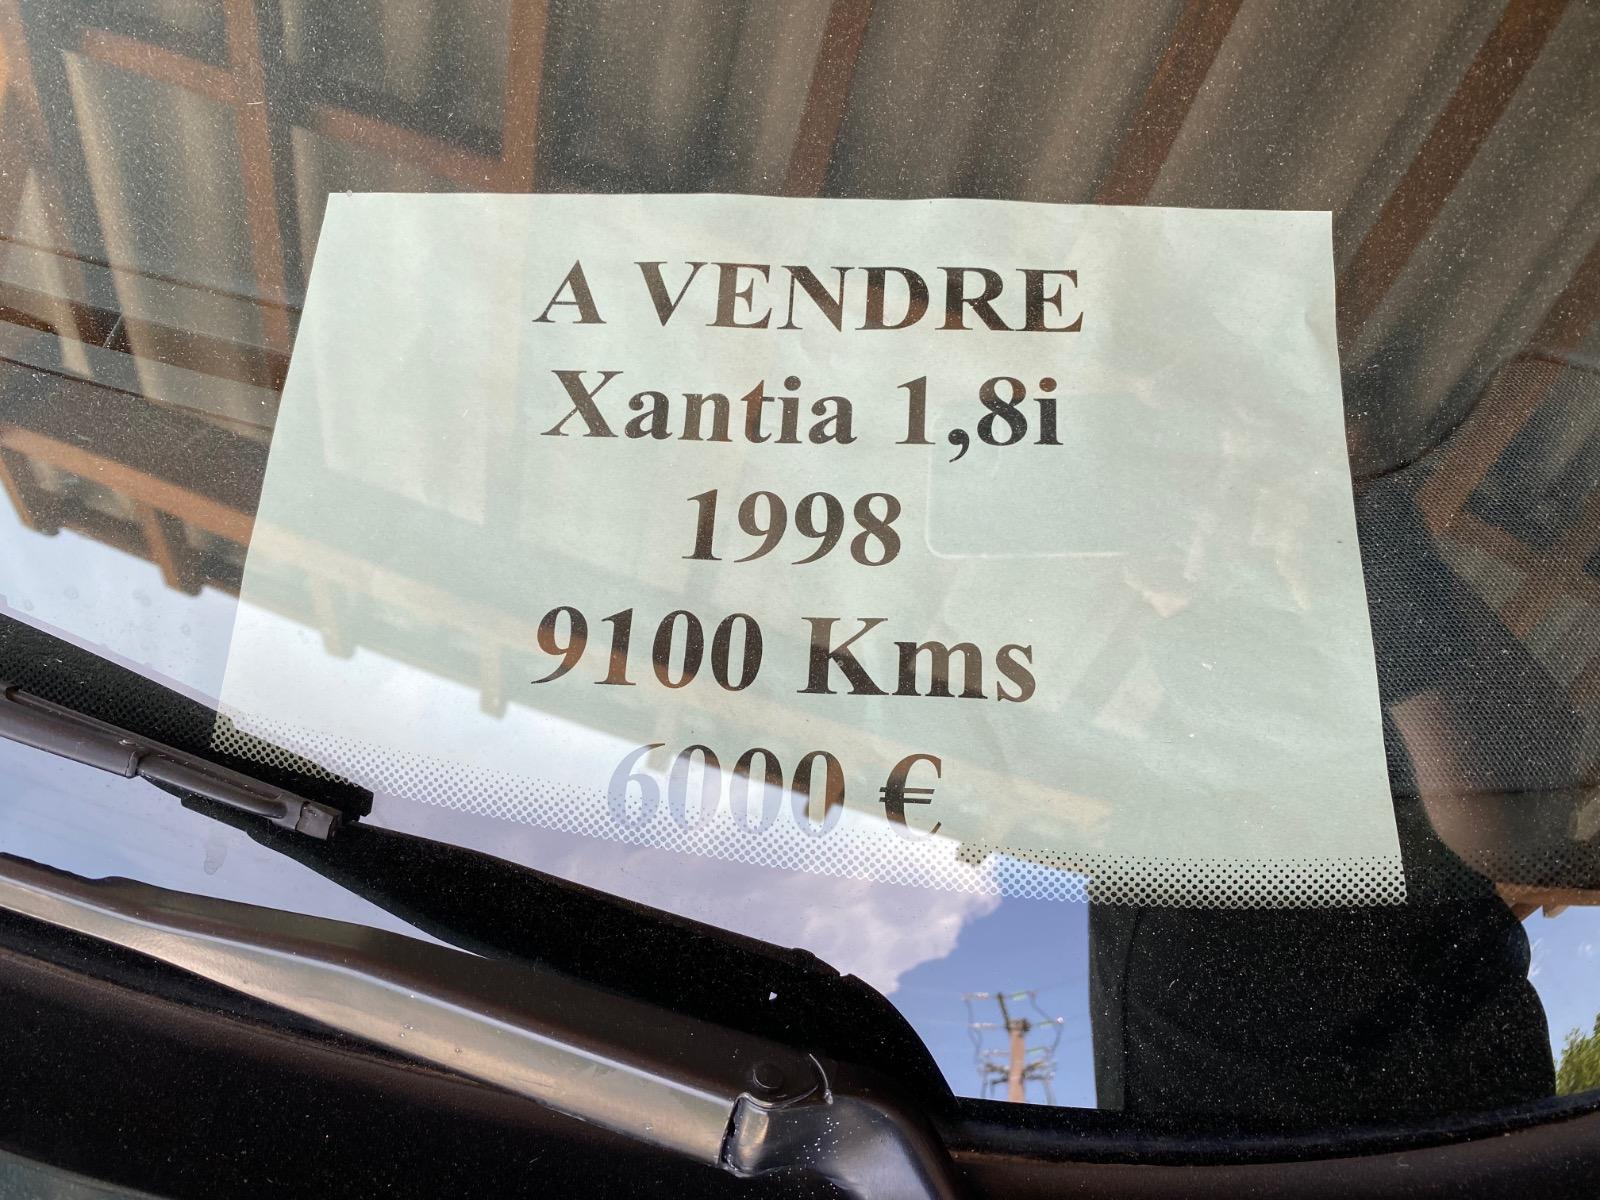 A VENDRE
Xantia 1,8i
1998
9100 Kms
6000 €